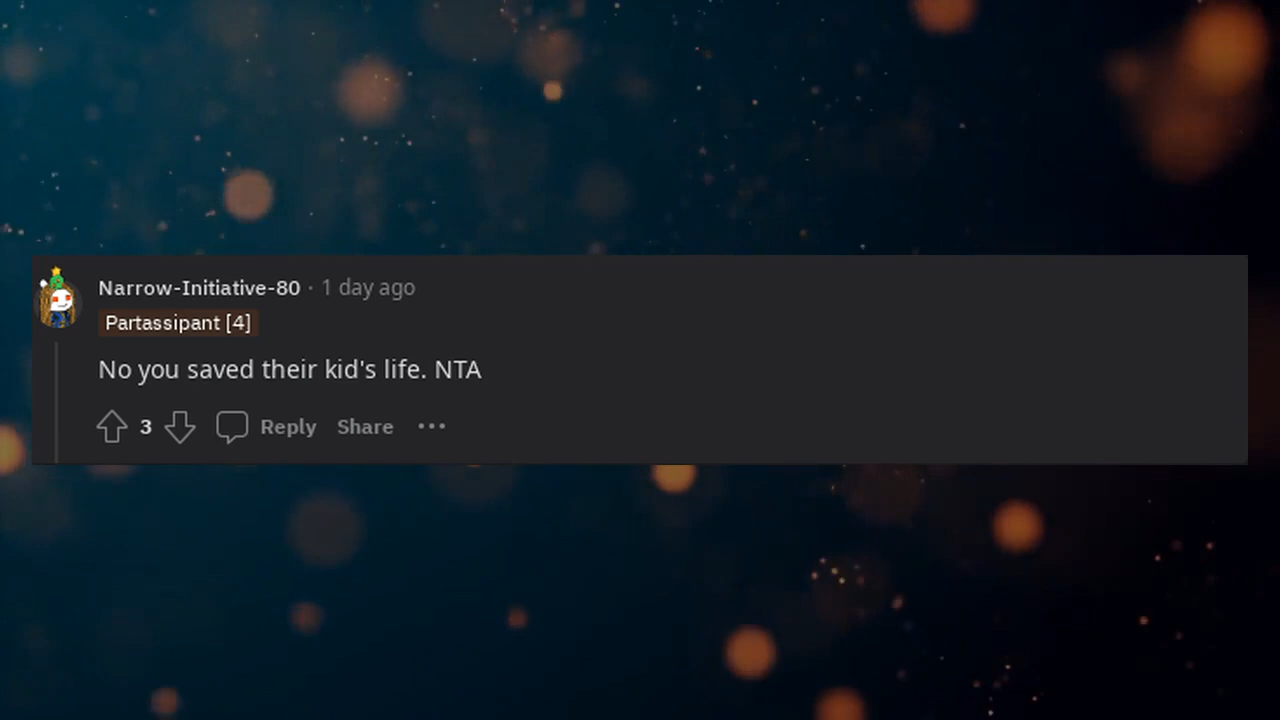 Narrow-Initiative-80 · 1 day ago
Partassipant [4]
No you saved their kid's life. NTA
3 Reply Share ···